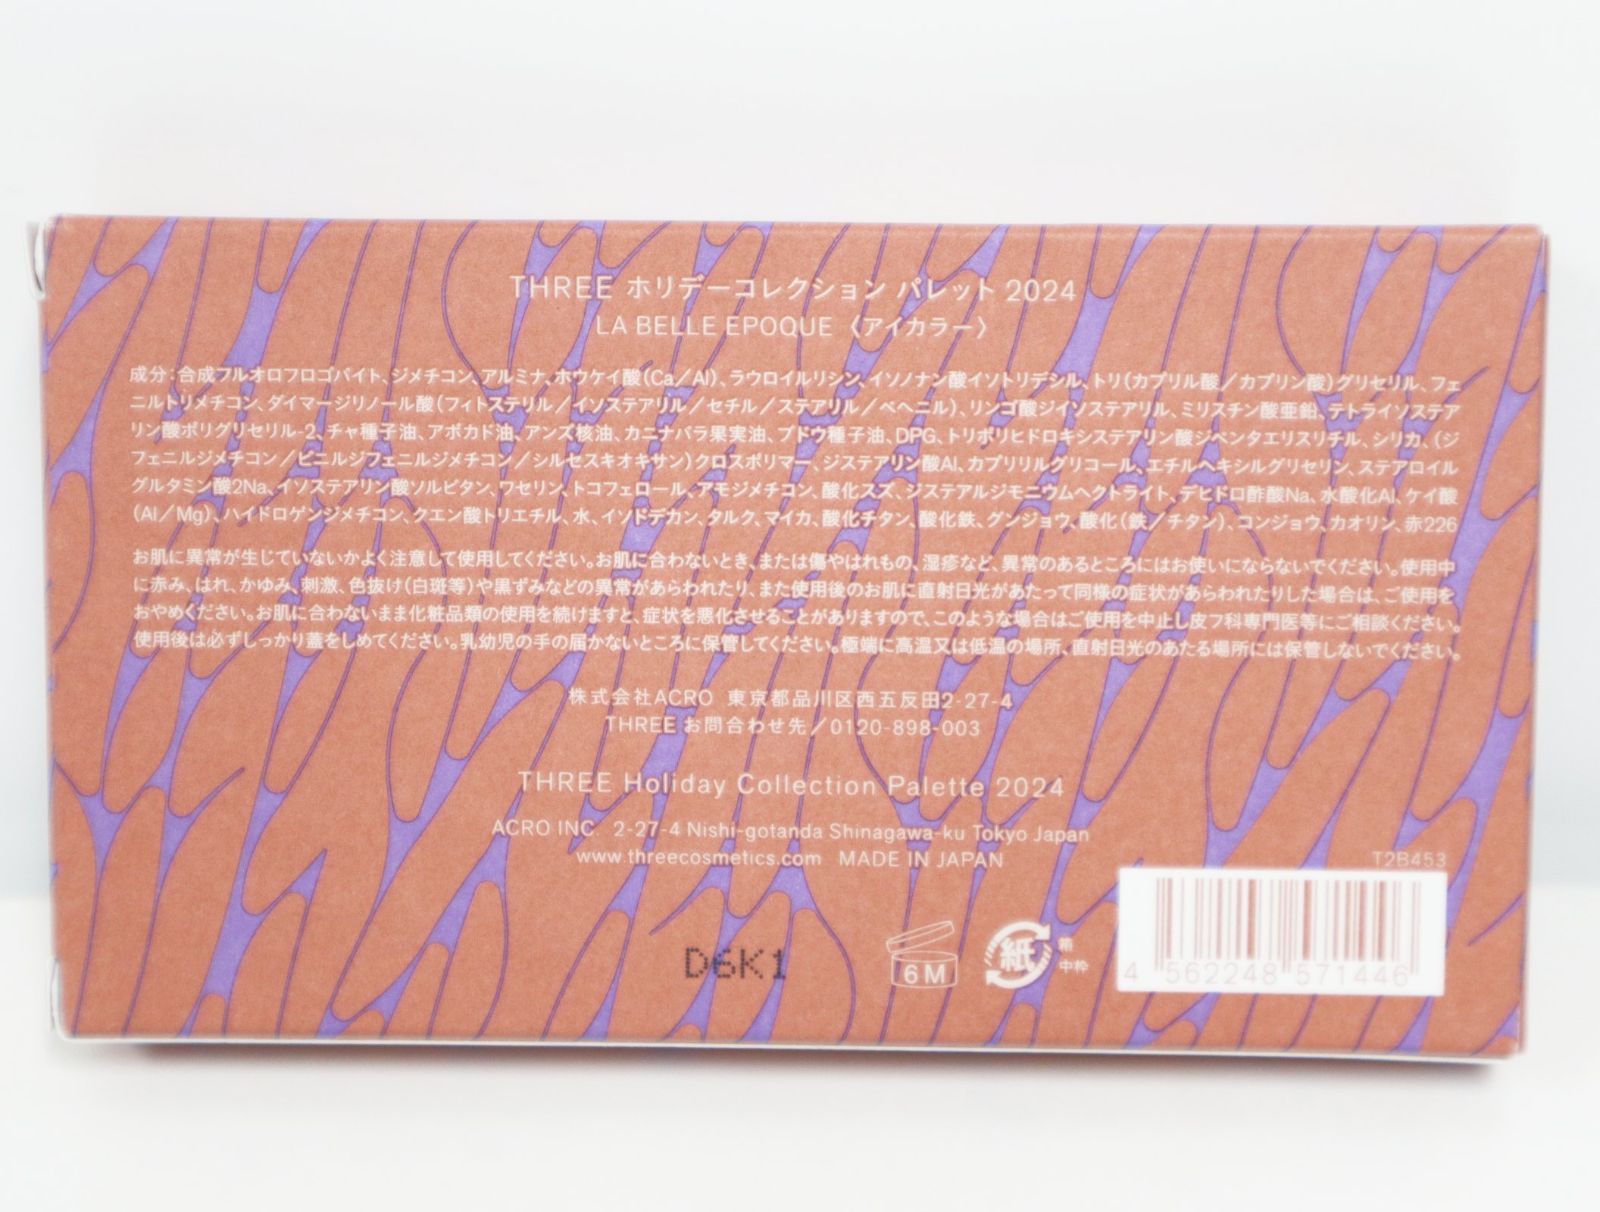 THREE ホリデーコレクション パレット 2024
LA BELLE EPOQUE 〈アイカラー〉
成分：合成フルオロフロゴパイト、ジメチコン、アルミナ、ホウケイ酸(Ca／Al)、ラウロイルリシン、イソノナン酸イソトリデシル、トリ(カプリル酸／カプリン酸)グリセリル、フェ
ニルトリメチコン、ダイマージリノール酸(フィトステリル／イソステアリル／セチル／ステアリル／ベヘニル)、リンゴ酸ジイソステアリル、ミリスチン酸亜鉛、テトライソステア
リン酸ポリグリセリル-2、チャ種子油、アボカド油、アンズ核油、カニナバラ果実油、ブドウ種子油、DPG、トリポリヒドロキシステアリン酸ジペンタエリスリチル、シリカ、(ジ
フェニルジメチコン／ビニルジフェニルジメチコン／シルセスキオキサン)クロスポリマー、ジステアリン酸Al、カプリリルグリコール、エチルヘキシルグリセリン、ステアロイル
グルタミン酸2Na、イソステアリン酸ソルビタン、ワセリン、トコフェロール、アモジメチコン、酸化スズ、ジステアルジモニウムヘクトライト、デヒドロ酢酸Na、水酸化Al、ケイ酸
(Al／Mg)、ハイドロゲンジメチコン、クエン酸トリエチル、水、イソドデカン、タルク、マイカ、酸化チタン、酸化鉄、グンジョウ、酸化(鉄／チタン)、コンジョウ、カオリン、赤226
お肌に異常が生じていないかよく注意して使用してください。お肌に合わないとき、または傷やはれもの、湿疹など、異常のあるところにはお使いにならないでください。使用中
に赤み、はれ、かゆみ、刺激、色抜け(白斑等)や黒ずみなどの異常があらわれたり、また使用後のお肌に直射日光があたって同様の症状があらわれたりした場合は、ご使用を
おやめください。お肌に合わないまま化粧品類の使用を続けますと、症状を悪化させることがありますので、このような場合はご使用を中止し皮フ科専門医等にご相談ください。
使用後は必ずしっかり蓋をしめてください。乳幼児の手の届かないところに保管してください。極端に高温又は低温の場所、直射日光のあたる場所には保管しないでください。
株式会社ACRO 東京都品川区西五反田2-27-4
THREE お問合わせ先／0120-898-003
THREE Holiday Collection Palette 2024
ACRO INC. 2-27-4 Nishi-gotanda Shinagawa-ku Tokyo Japan
www.threecosmetics.com MADE IN JAPAN
T2B453
D6K1
6M
紙
箱
中枠
4 562248 571446